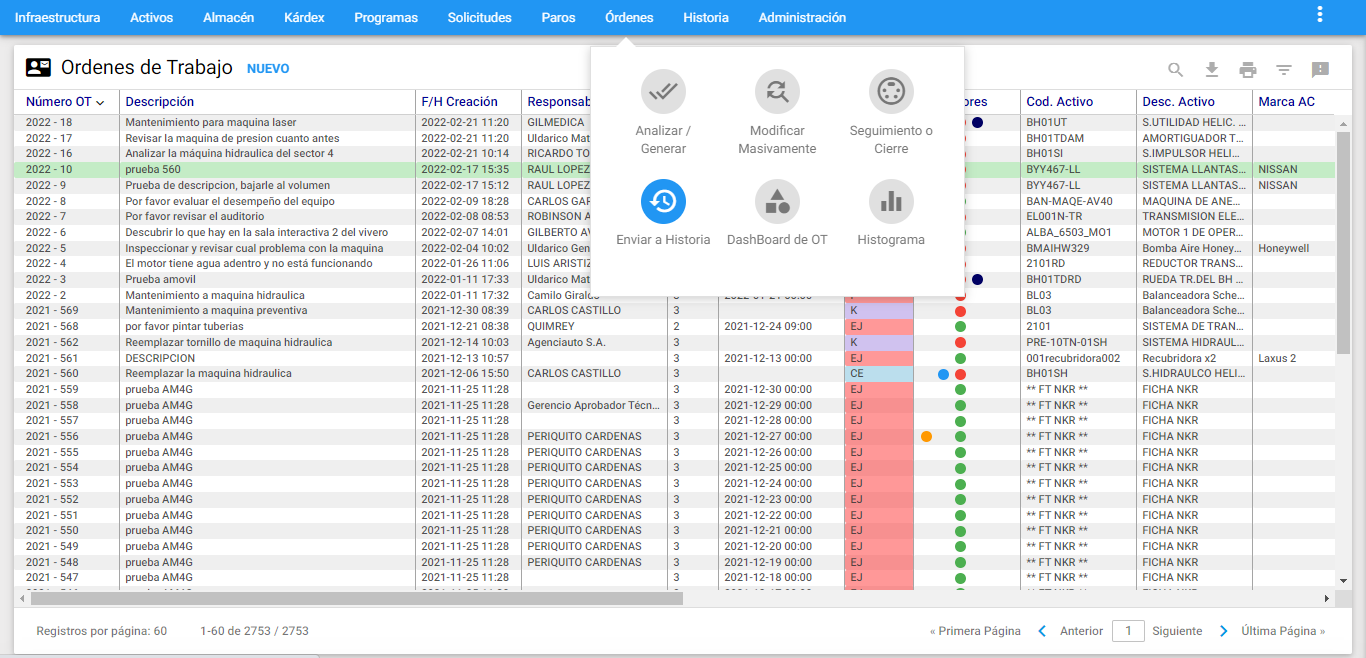 Infraestructura Activos Almacén Kárdex Programas Solicitudes Paros Órdenes Historia Administración
Ordenes de Trabajo NUEVO
Analizar / Generar
Modificar Masivamente
Seguimiento o Cierre
Enviar a Historia
DashBoard de OT
Histograma
Número OT Descripción F/H Creación Responsab ores Cod. Activo Desc. Activo Marca AC
2022 - 18 Mantenimiento para maquina laser 2022-02-21 11:20 GILMEDICA BH01UT S.UTILIDAD HELIC. ...
2022 - 17 Revisar la maquina de presion cuanto antes 2022-02-21 11:20 Uldarico Mat BH01TDAM AMORTIGUADOR T...
2022 - 16 Analizar la máquina hidraulica del sector 4 2022-02-21 10:14 RICARDO TO BH01SI S.IMPULSOR HELI...
2022 - 10 prueba 560 2022-02-17 15:35 RAUL LOPEZ BYY467-LL SISTEMA LLANTAS... NISSAN
2022 - 9 Prueba de descripcion, bajarle al volumen 2022-02-17 15:12 RAUL LOPEZ BYY467-LL SISTEMA LLANTAS... NISSAN
2022 - 8 Por favor evaluar el desempeño del equipo 2022-02-09 18:28 CARLOS GAR BAN-MAQE-AV40 MAQUINA DE ANE...
2022 - 7 Por favor revisar el auditorio 2022-02-08 08:53 ROBINSON A EL001N-TR TRANSMISION ELE...
2022 - 6 Descubrir lo que hay en la sala interactiva 2 del vivero 2022-02-07 14:01 GILBERTO AV ALBA_6503_MO1 MOTOR 1 DE OPER...
2022 - 5 Inspeccionar y revisar cual problema con la maquina 2022-02-04 10:02 Uldarico Gen BMAIHW329 Bomba Aire Honey... Honeywell
2022 - 4 El motor tiene agua adentro y no está funcionando 2022-01-26 11:06 LUIS ARISTIZ 2101RD REDUCTOR TRANS...
2022 - 3 Prueba amovil 2022-01-11 17:33 Uldarico Mat BH01TDRD RUEDA TR.DEL BH ...
2022 - 2 Mantenimiento a maquina hidraulica 2022-01-11 17:32 Camilo Giraldo 3 2022-01-21 00:00 BL03 Balanceadora Sche...
2021 - 569 Mantenimiento a maquina preventiva 2021-12-30 08:39 CARLOS CASTILLO 3 K BL03 Balanceadora Sche...
2021 - 568 por favor pintar tuberias 2021-12-21 08:38 QUIMREY 2 2021-12-24 09:00 EJ 2101 SISTEMA DE TRAN...
2021 - 562 Reemplazar tornillo de maquina hidraulica 2021-12-14 10:03 Agenciauto S.A. 3 K PRE-10TN-01SH SISTEMA HIDRAUL...
2021 - 561 DESCRIPCION 2021-12-13 10:57 3 2021-12-13 00:00 EJ 001recubridora002 Recubridora x2 Laxus 2
2021 - 560 Reemplazar la maquina hidraulica 2021-12-06 15:50 CARLOS CASTILLO 3 CE BH01SH S.HIDRAULCO HELI...
2021 - 559 prueba AM4G 2021-11-25 11:28 3 2021-12-30 00:00 EJ ** FT NKR ** FICHA NKR
2021 - 558 prueba AM4G 2021-11-25 11:28 Gerencio Aprobador Técn... 3 2021-12-29 00:00 EJ ** FT NKR ** FICHA NKR
2021 - 557 prueba AM4G 2021-11-25 11:28 3 2021-12-28 00:00 EJ ** FT NKR ** FICHA NKR
2021 - 556 prueba AM4G 2021-11-25 11:28 PERIQUITO CARDENAS 3 2021-12-27 00:00 EJ ** FT NKR ** FICHA NKR
2021 - 555 prueba AM4G 2021-11-25 11:28 PERIQUITO CARDENAS 3 2021-12-26 00:00 EJ ** FT NKR ** FICHA NKR
2021 - 554 prueba AM4G 2021-11-25 11:28 PERIQUITO CARDENAS 3 2021-12-25 00:00 EJ ** FT NKR ** FICHA NKR
2021 - 553 prueba AM4G 2021-11-25 11:28 PERIQUITO CARDENAS 3 2021-12-24 00:00 EJ ** FT NKR ** FICHA NKR
2021 - 552 prueba AM4G 2021-11-25 11:28 PERIQUITO CARDENAS 3 2021-12-23 00:00 EJ ** FT NKR ** FICHA NKR
2021 - 551 prueba AM4G 2021-11-25 11:28 PERIQUITO CARDENAS 3 2021-12-22 00:00 EJ ** FT NKR ** FICHA NKR
2021 - 550 prueba AM4G 2021-11-25 11:28 PERIQUITO CARDENAS 3 2021-12-21 00:00 EJ ** FT NKR ** FICHA NKR
2021 - 549 prueba AM4G 2021-11-25 11:28 PERIQUITO CARDENAS 3 2021-12-20 00:00 EJ ** FT NKR ** FICHA NKR
2021 - 548 prueba AM4G 2021-11-25 11:28 PERIQUITO CARDENAS 3 2021-12-19 00:00 EJ ** FT NKR ** FICHA NKR
2021 - 547 prueba AM4G 2021-11-25 11:28 3 2021-12-18 00:00 EJ ** FT NKR ** FICHA NKR
Registros por página: 60 1-60 de 2753 / 2753 « Primera Página Anterior 1 Siguiente Última Página »